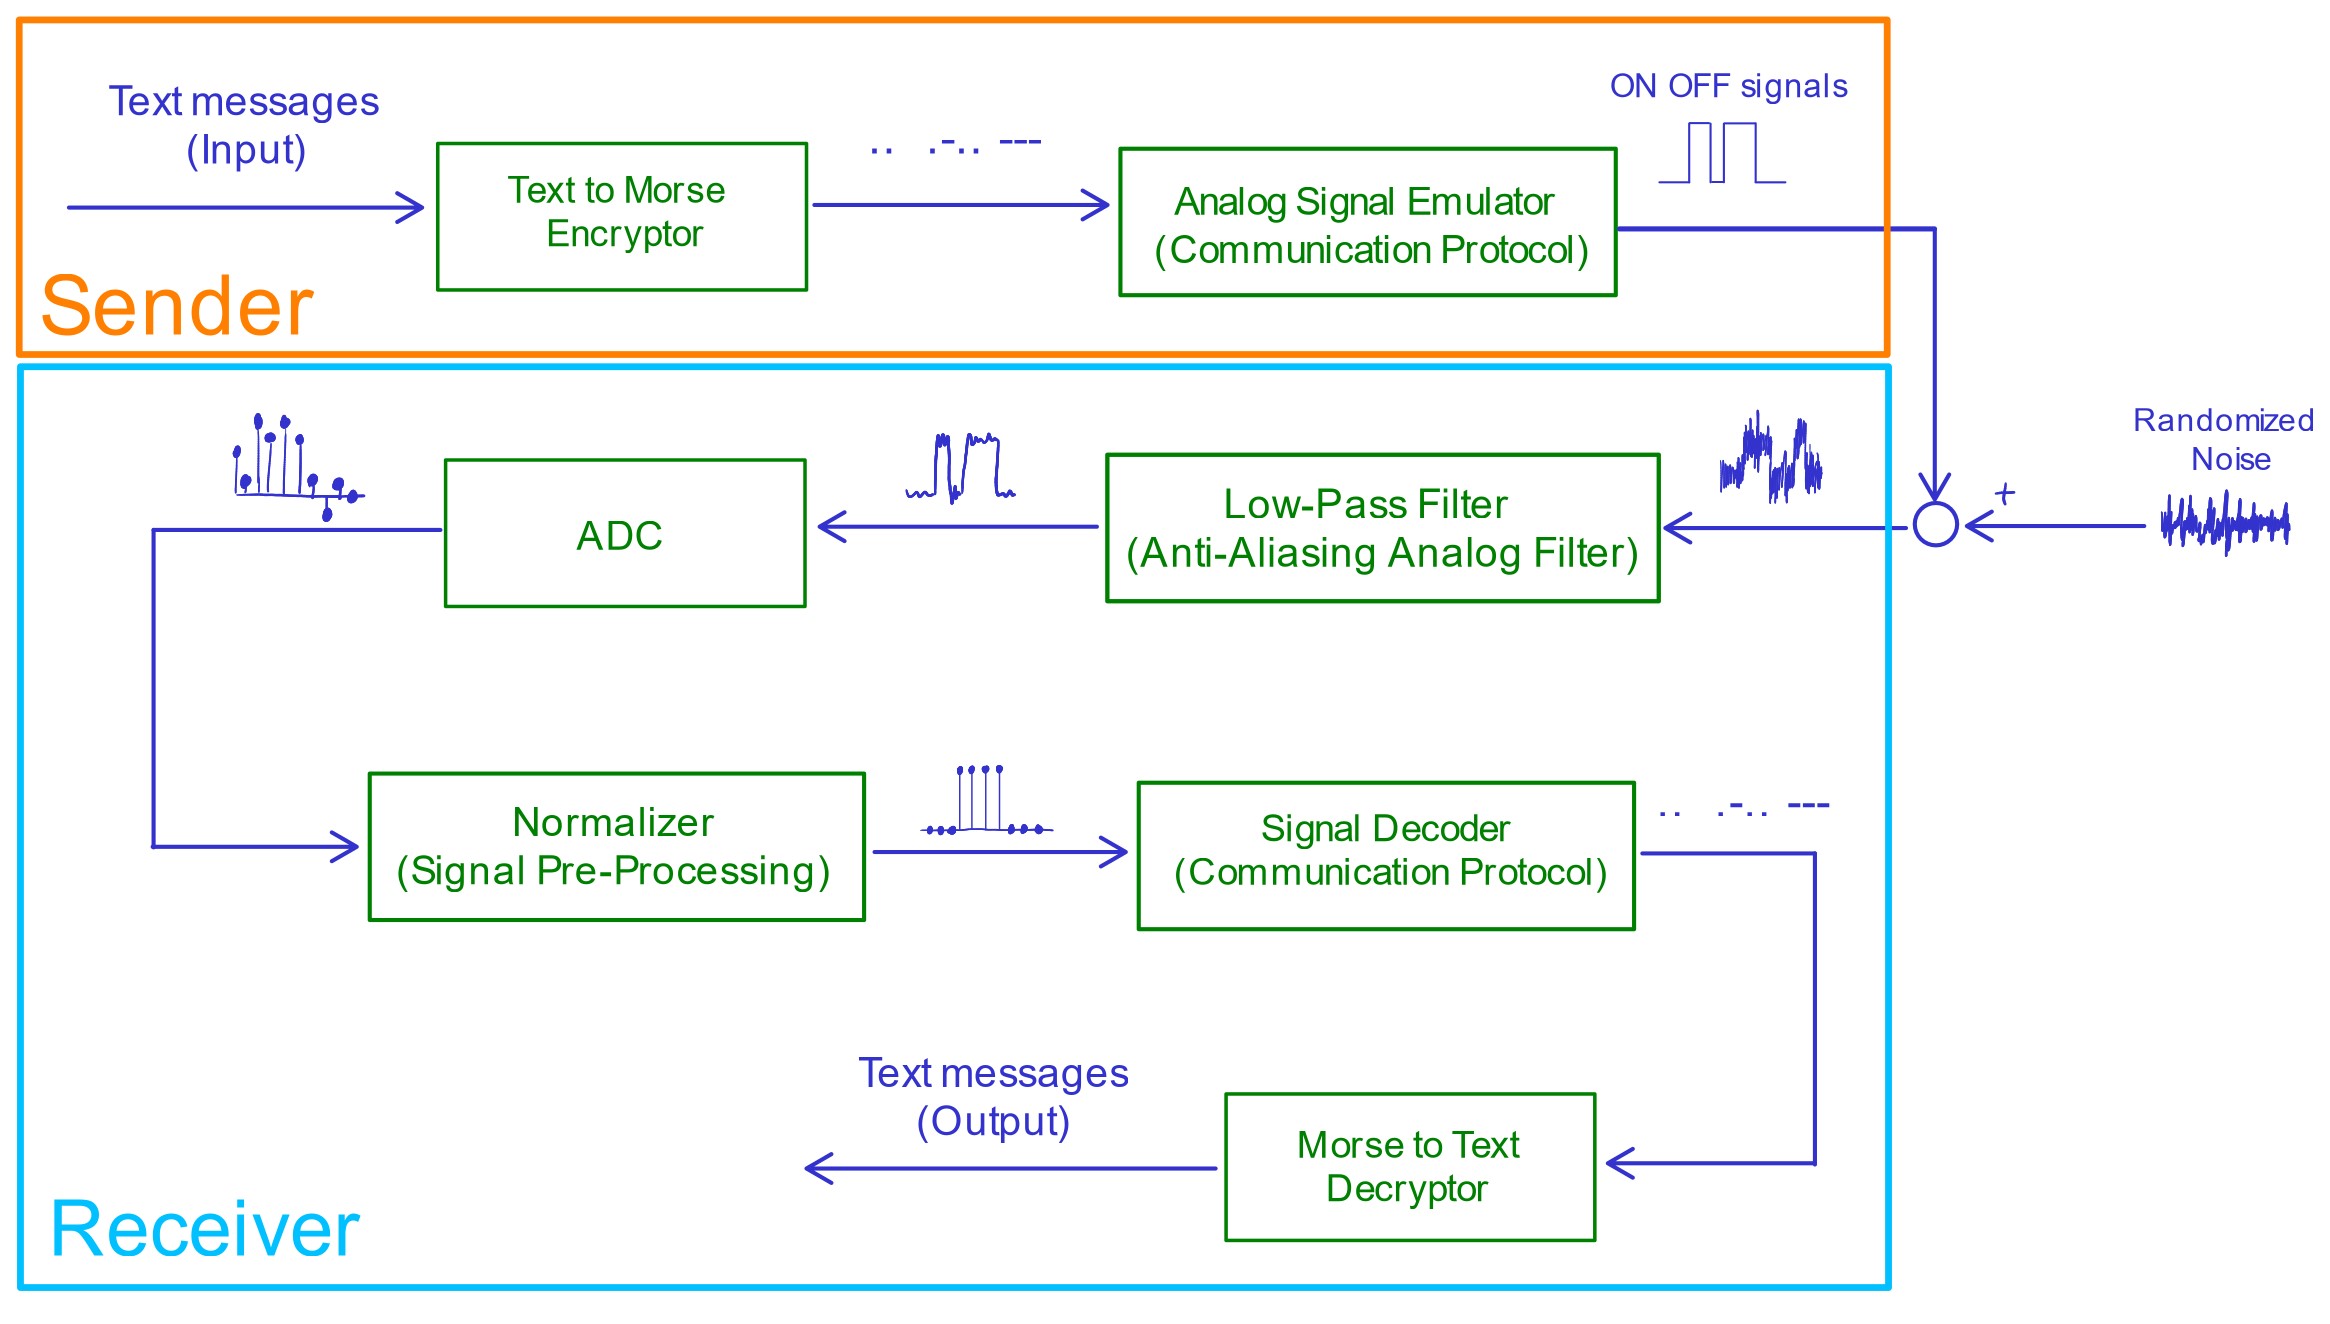 Text messages
(Input)
Text to Morse
Encryptor
.. .-.. ---
Analog Signal Emulator
(Communication Protocol)
ON OFF signals
Sender
Randomized
Noise
+
Low-Pass Filter
(Anti-Aliasing Analog Filter)
ADC
Normalizer
(Signal Pre-Processing)
Signal Decoder
(Communication Protocol)
.. .-.. ---
Morse to Text
Decryptor
Text messages
(Output)
Receiver